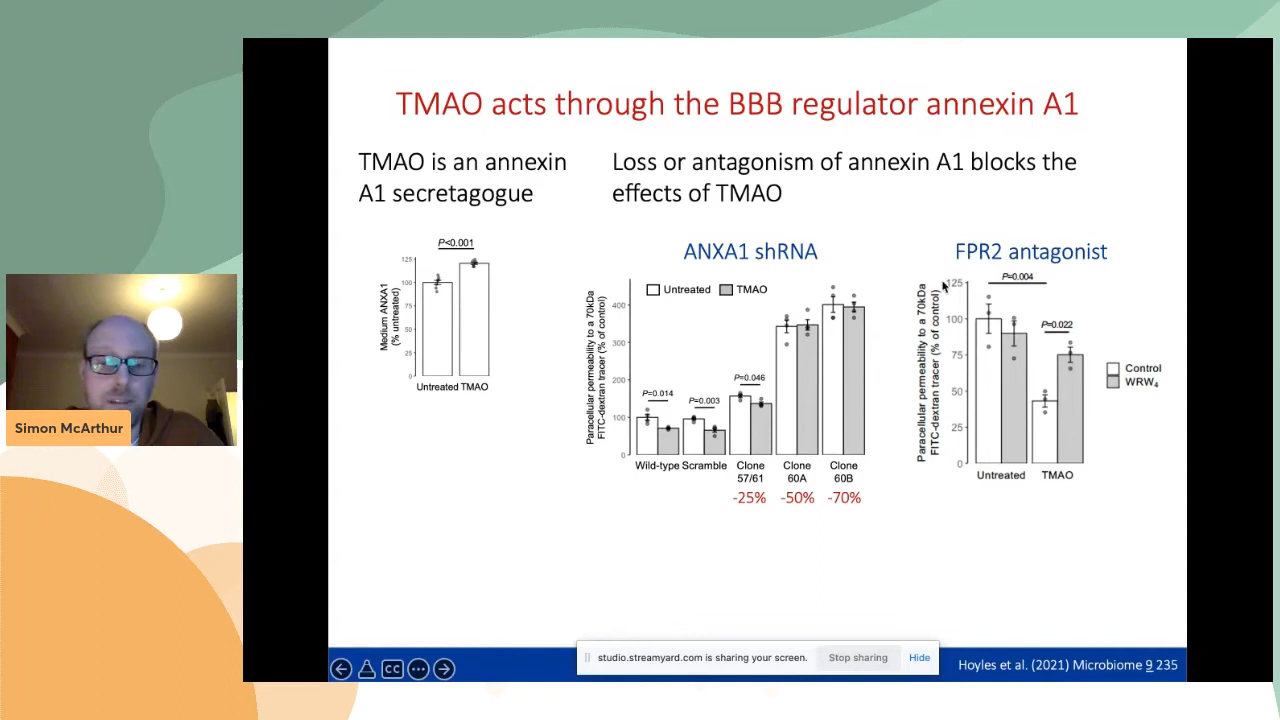 TMAO acts through the BBB regulator annexin A1
TMAO is an annexin
A1 secretagogue
Loss or antagonism of annexin A1 blocks the
effects of TMAO
P<0.001
125
100
75
50
25
0
Medium ANXA1
(% untreated)
Untreated TMAO
ANXA1 shRNA
Untreated TMAO
400
300
200
100
0
Paracellular permeability to a 70kDa
FITC-dextran tracer (% of control)
P=0.014
P=0.003
P=0.046
Wild-type Scramble Clone Clone Clone
57/61 60A 60B
-25% -50% -70%
FPR2 antagonist
P=0.004
P=0.022
125
100
75
50
25
0
Paracellular permeability to a 70kDa
FITC-dextran tracer (% of control)
Untreated TMAO
Control
WRW4
Simon McArthur
studio.streamyard.com is sharing your screen. Stop sharing Hide
CC
Hoyles et al. (2021) Microbiome 9 235